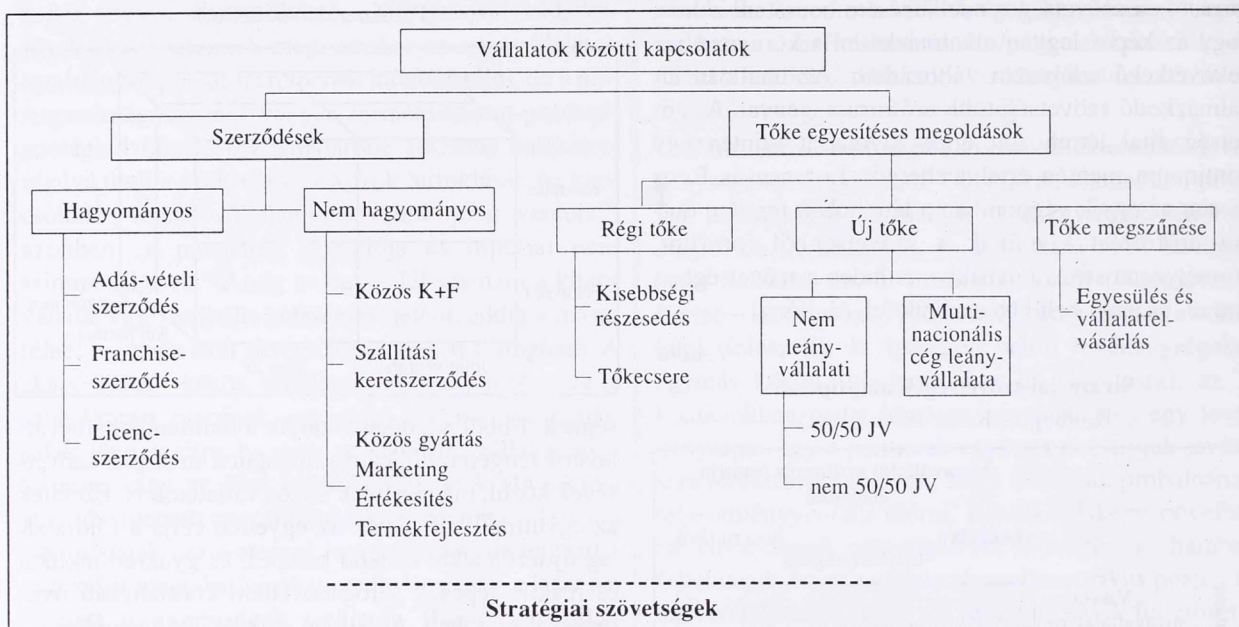 Vállalatok közötti kapcsolatok
Szerződések
Tőke egyesítéses megoldások
Hagyományos
Nem hagyományos
Régi tőke
Új tőke
Tőke megszűnése
Adás-vételi
szerződés
Franchise-
szerződés
Licenc-
szerződés
Közös K+F
Szállítási
keretszerződés
Közös gyártás
Marketing
Értékesítés
Termékfejlesztés
Kisebbségi
részesedés
Tőkecsere
Nem
leány-
vállalati
50/50 JV
nem 50/50 JV
Multi-
nacionális
cég leány-
vállalata
Egyesülés és
vállalatfel-
vásárlás
Stratégiai szövetségek